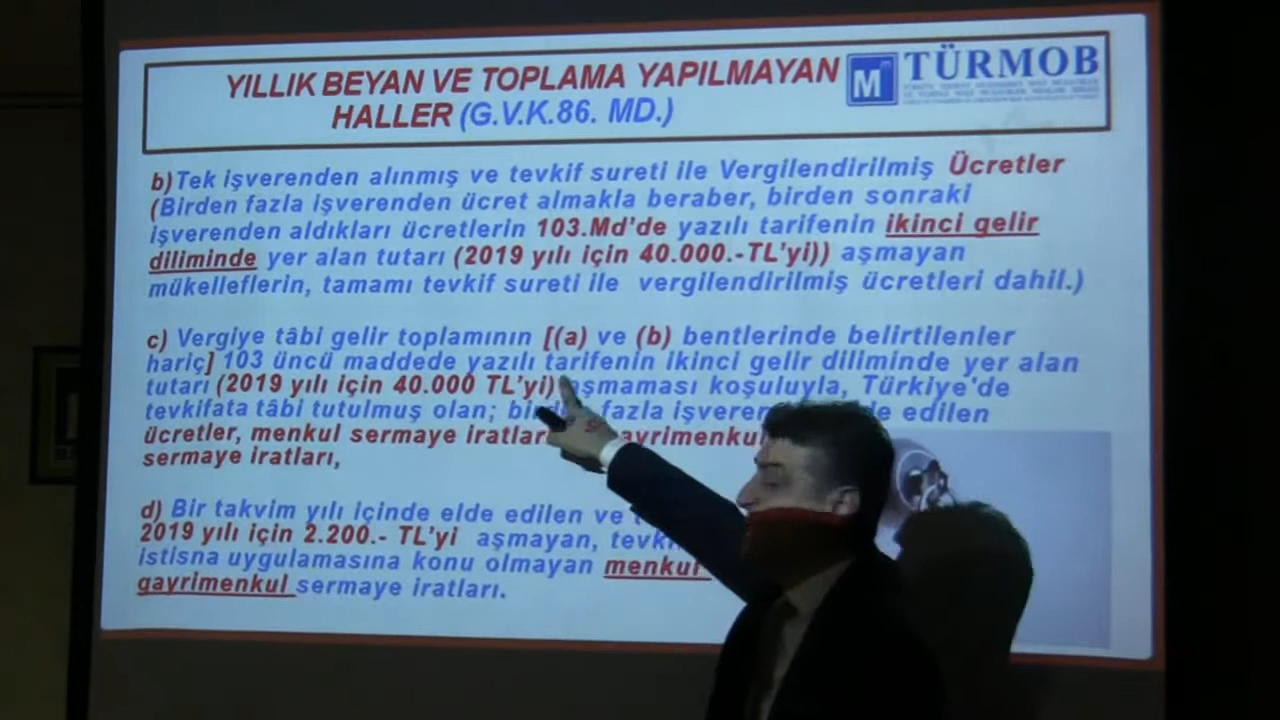 YILLIK BEYAN VE TOPLAMA YAPILMAYAN
HALLER (G.V.K.86. MD.)
TÜRMOB
b)Tek işverenden alınmış ve tevkif sureti ile Vergilendirilmiş Ücretler
(Birden fazla işverenden ücret almakla beraber, birden sonraki
işverenden aldıkları ücretlerin 103.Md'de yazılı tarifenin ikinci gelir
diliminde yer alan tutarı (2019 yılı için 40.000.-TL'yi)) aşmayan
mükelleflerin, tamamı tevkif sureti ile vergilendirilmiş ücretleri dahil.)
c) Vergiye tâbi gelir toplamının [(a) ve (b) bentlerinde belirtilenler
hariç] 103 üncü maddede yazılı tarifenin ikinci gelir diliminde yer alan
tutarı (2019 yılı için 40.000 TL'yi) aşmaması koşuluyla, Türkiye'de
tevkifata tâbi tutulmuş olan; fazla edilen
ücretler, menkul sermaye
sermaye iratları,
d) Bir takvim yılı içinde elde edilen ve
2019 yılı için 2.200.- TL'yi aşmayan,
istisna uygulamasına konu olmayan menkul
gayrimenkul sermaye iratları.